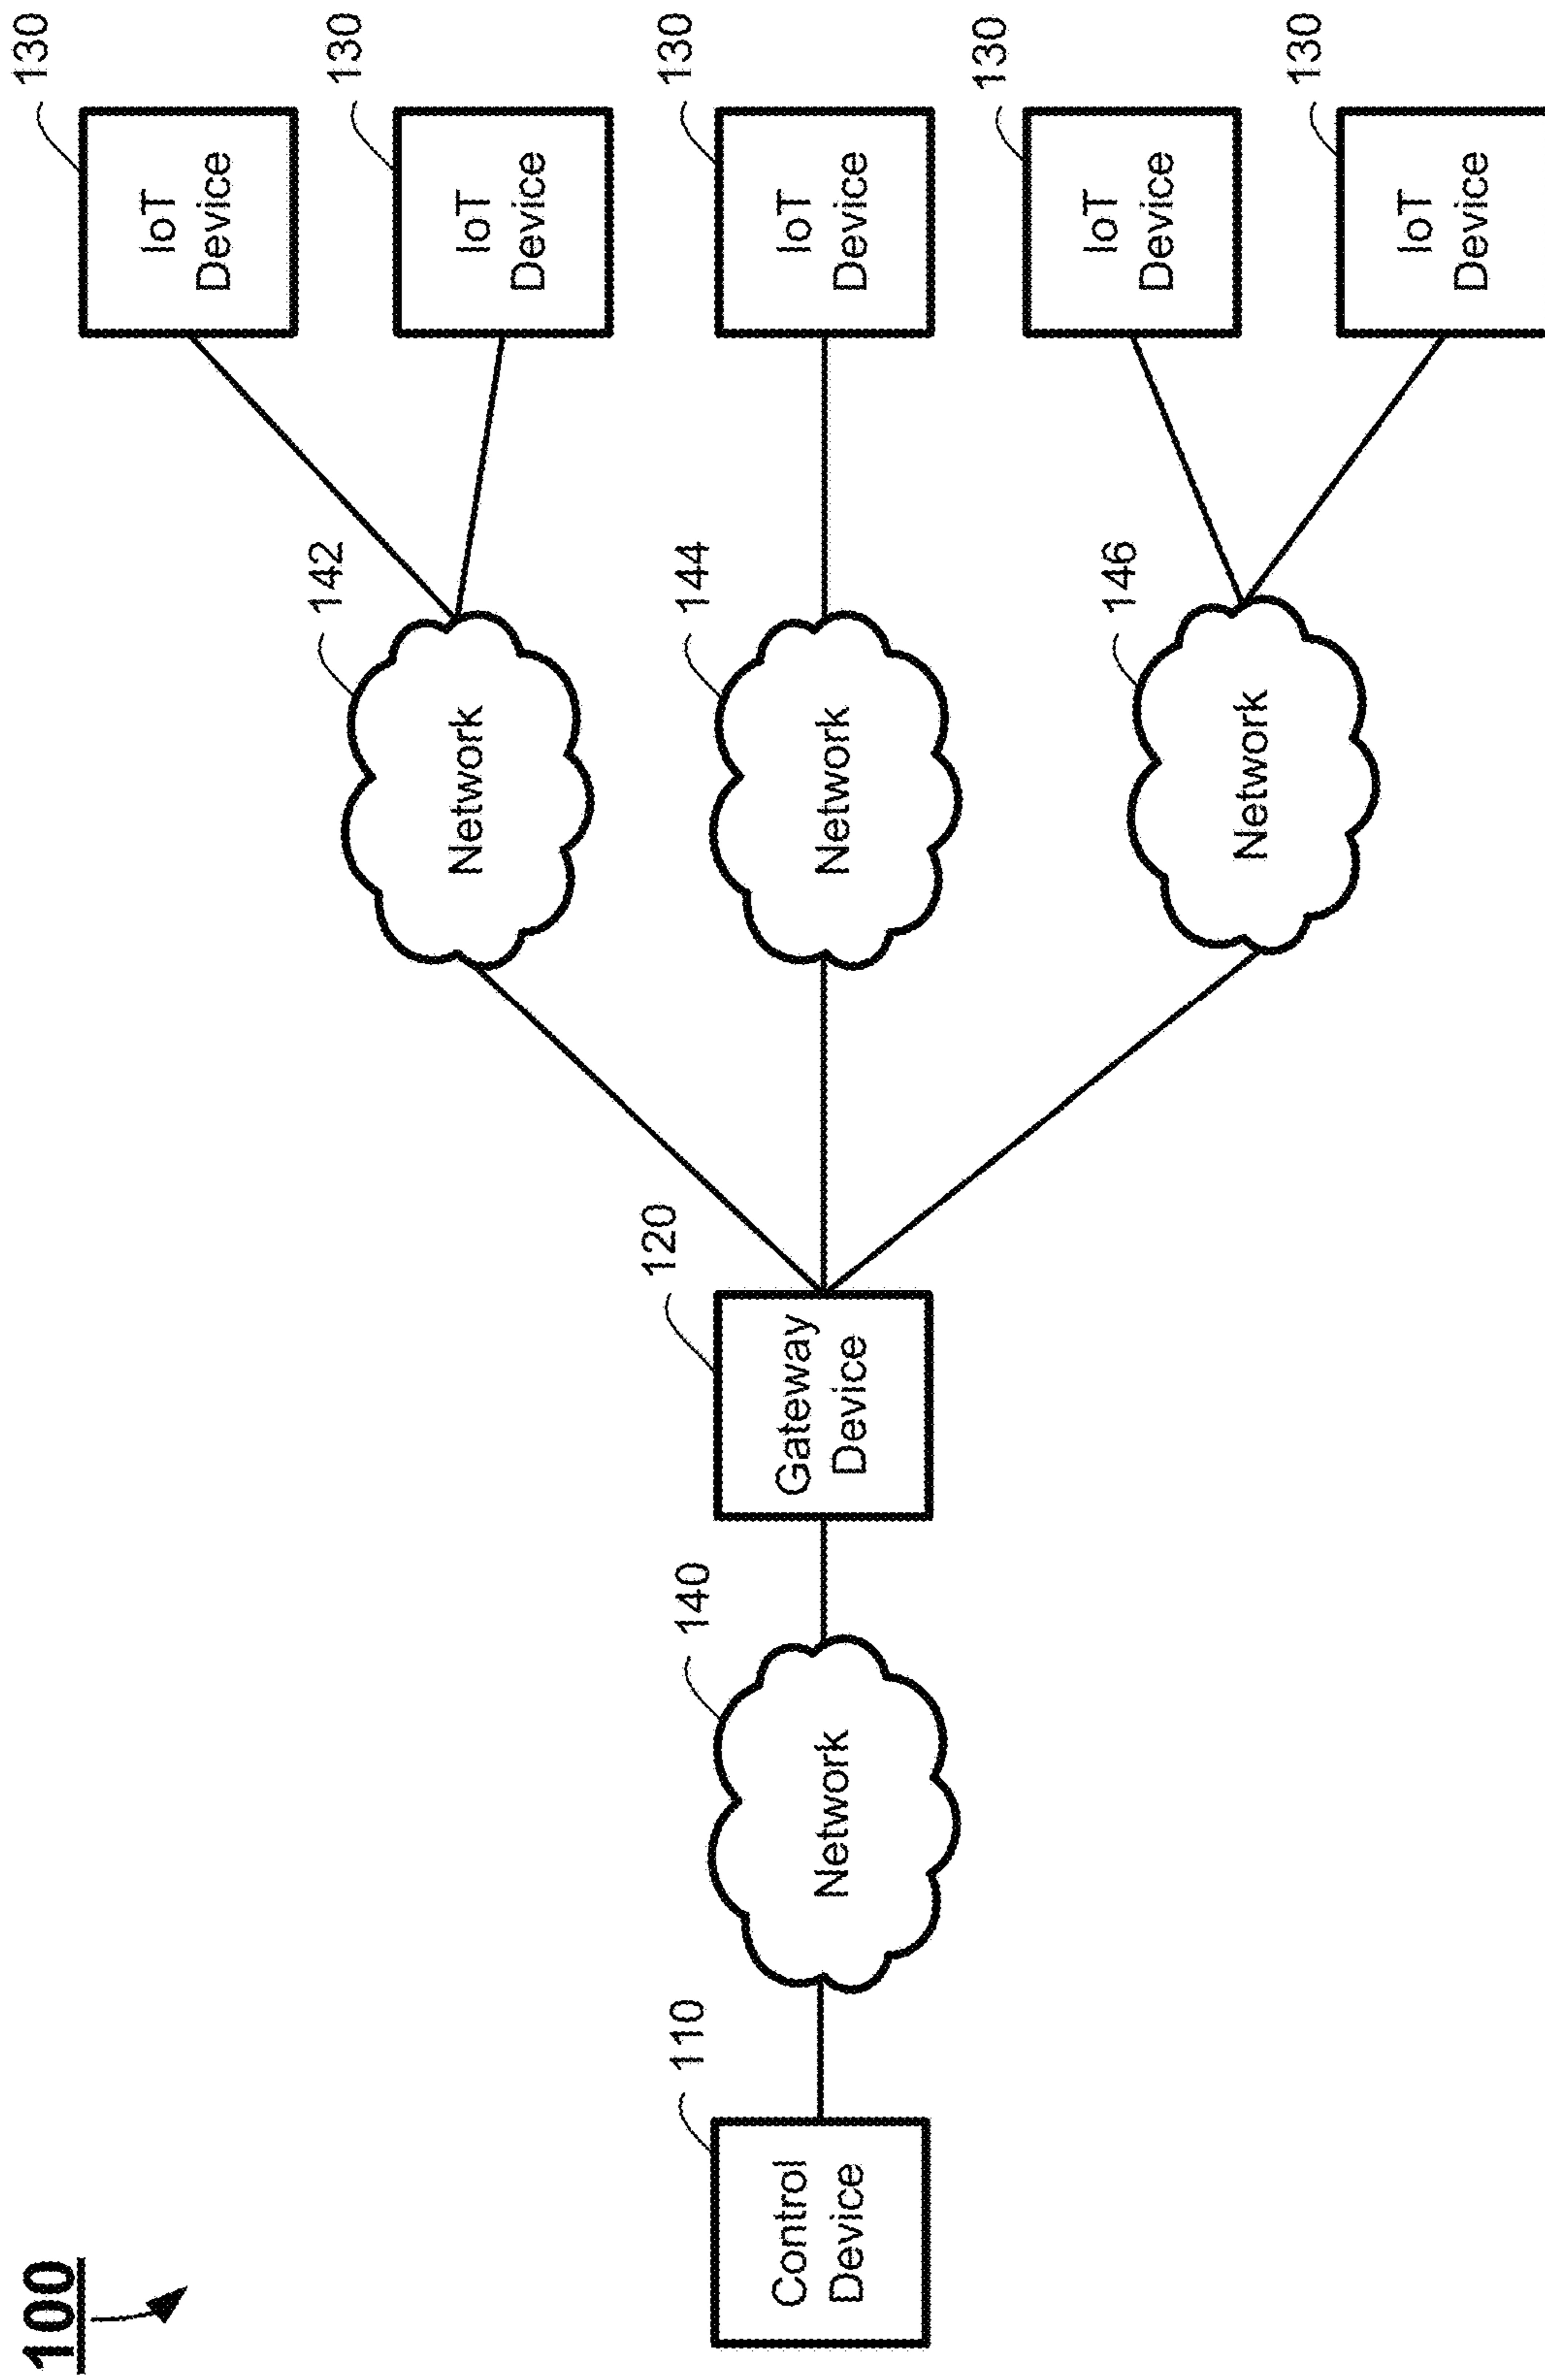 100
130
IoT
Device
130
IoT
Device
142
Network
130
IoT
Device
144
Network
120
Gateway
Device
140
Network
110
Control
Device
130
IoT
Device
146
Network
130
IoT
Device